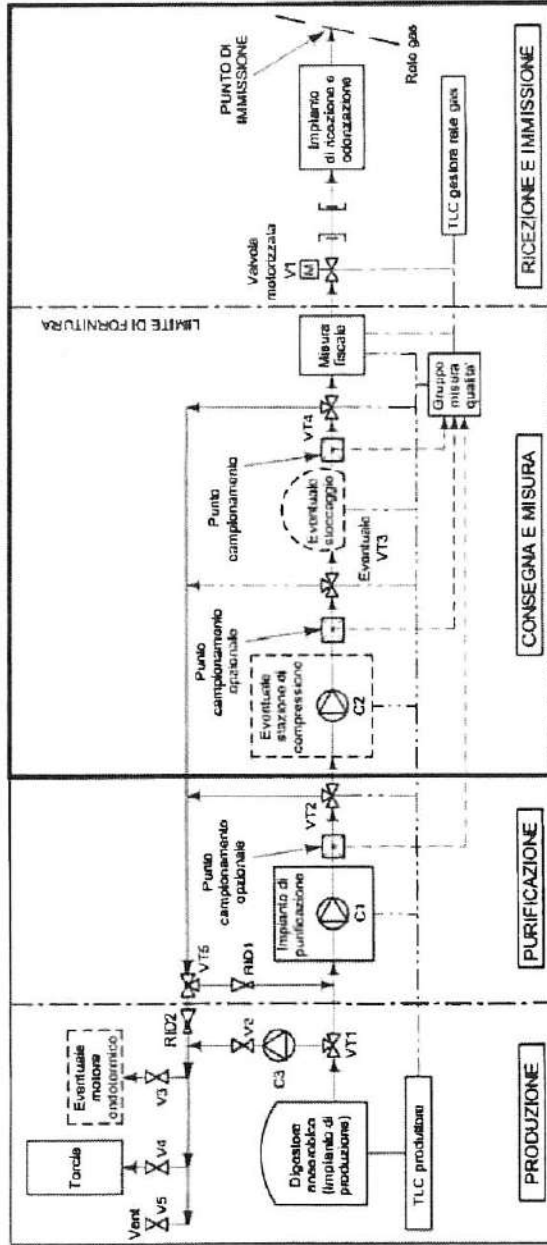 Vent
V5
Torcia
V4
Eventuale
motore
endotermico
V3
RID2
VT5
RID1
V2
C3
Digestore
anaerobico
(Impianto di
produzione)
VT1
TLC produttore
PRODUZIONE
Impianto di
purificazione
C1
Punto
campionamento
opzionale
VT2
PURIFICAZIONE
Eventuale
stazione di
compressione
C2
Punto
campionamento
opzionale
Eventuale
VT3
Eventuale
stoccaggio
Punto
campionamento
VT4
Misura
fiscale
Gruppo
misura
qualita'
CONSEGNA E MISURA
LIMITE DI FORNITURA
Valvola
motorizzata
V1
M
Impianto
di ricezione e
odorizzazione
PUNTO DI
IMMISSIONE
Rete gas
TLC gestore rete gas
RICEZIONE E IMMISSIONE